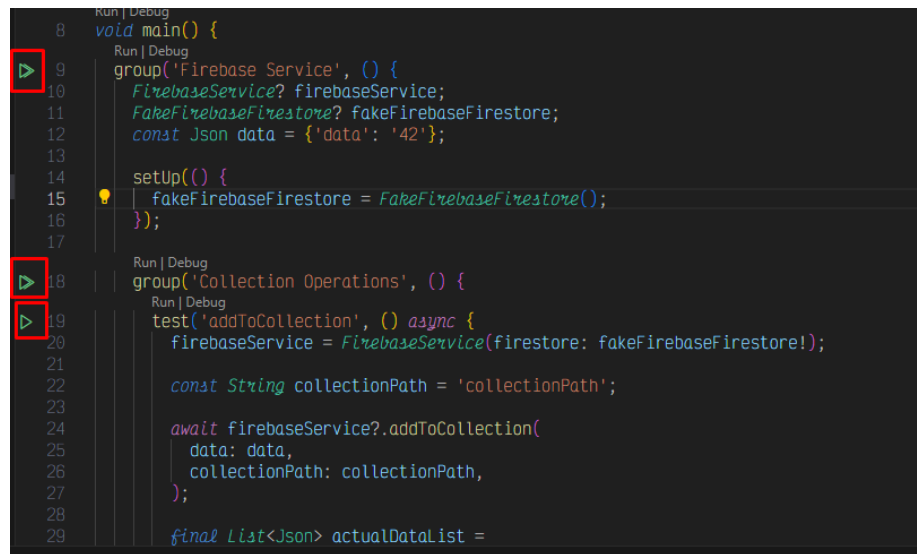 Run | Debug
8 void main() {
Run | Debug
9 group('Firebase Service', () {
10 FirebaseService? firebaseService;
11 FakeFirebaseFirestore? fakeFirebaseFirestore;
12 const Json data = {'data': '42'};
13
14 setUp(() {
15 fakeFirebaseFirestore = FakeFirebaseFirestore();
16 });
17
Run | Debug
18 group('Collection Operations', () {
Run | Debug
19 test('addToCollection', () async {
20 firebaseService = FirebaseService(firestore: fakeFirebaseFirestore!);
21
22 const String collectionPath = 'collectionPath';
23
24 await firebaseService?.addToCollection(
25 data: data,
26 collectionPath: collectionPath,
27 );
28
29 final List<Json> actualDataList =